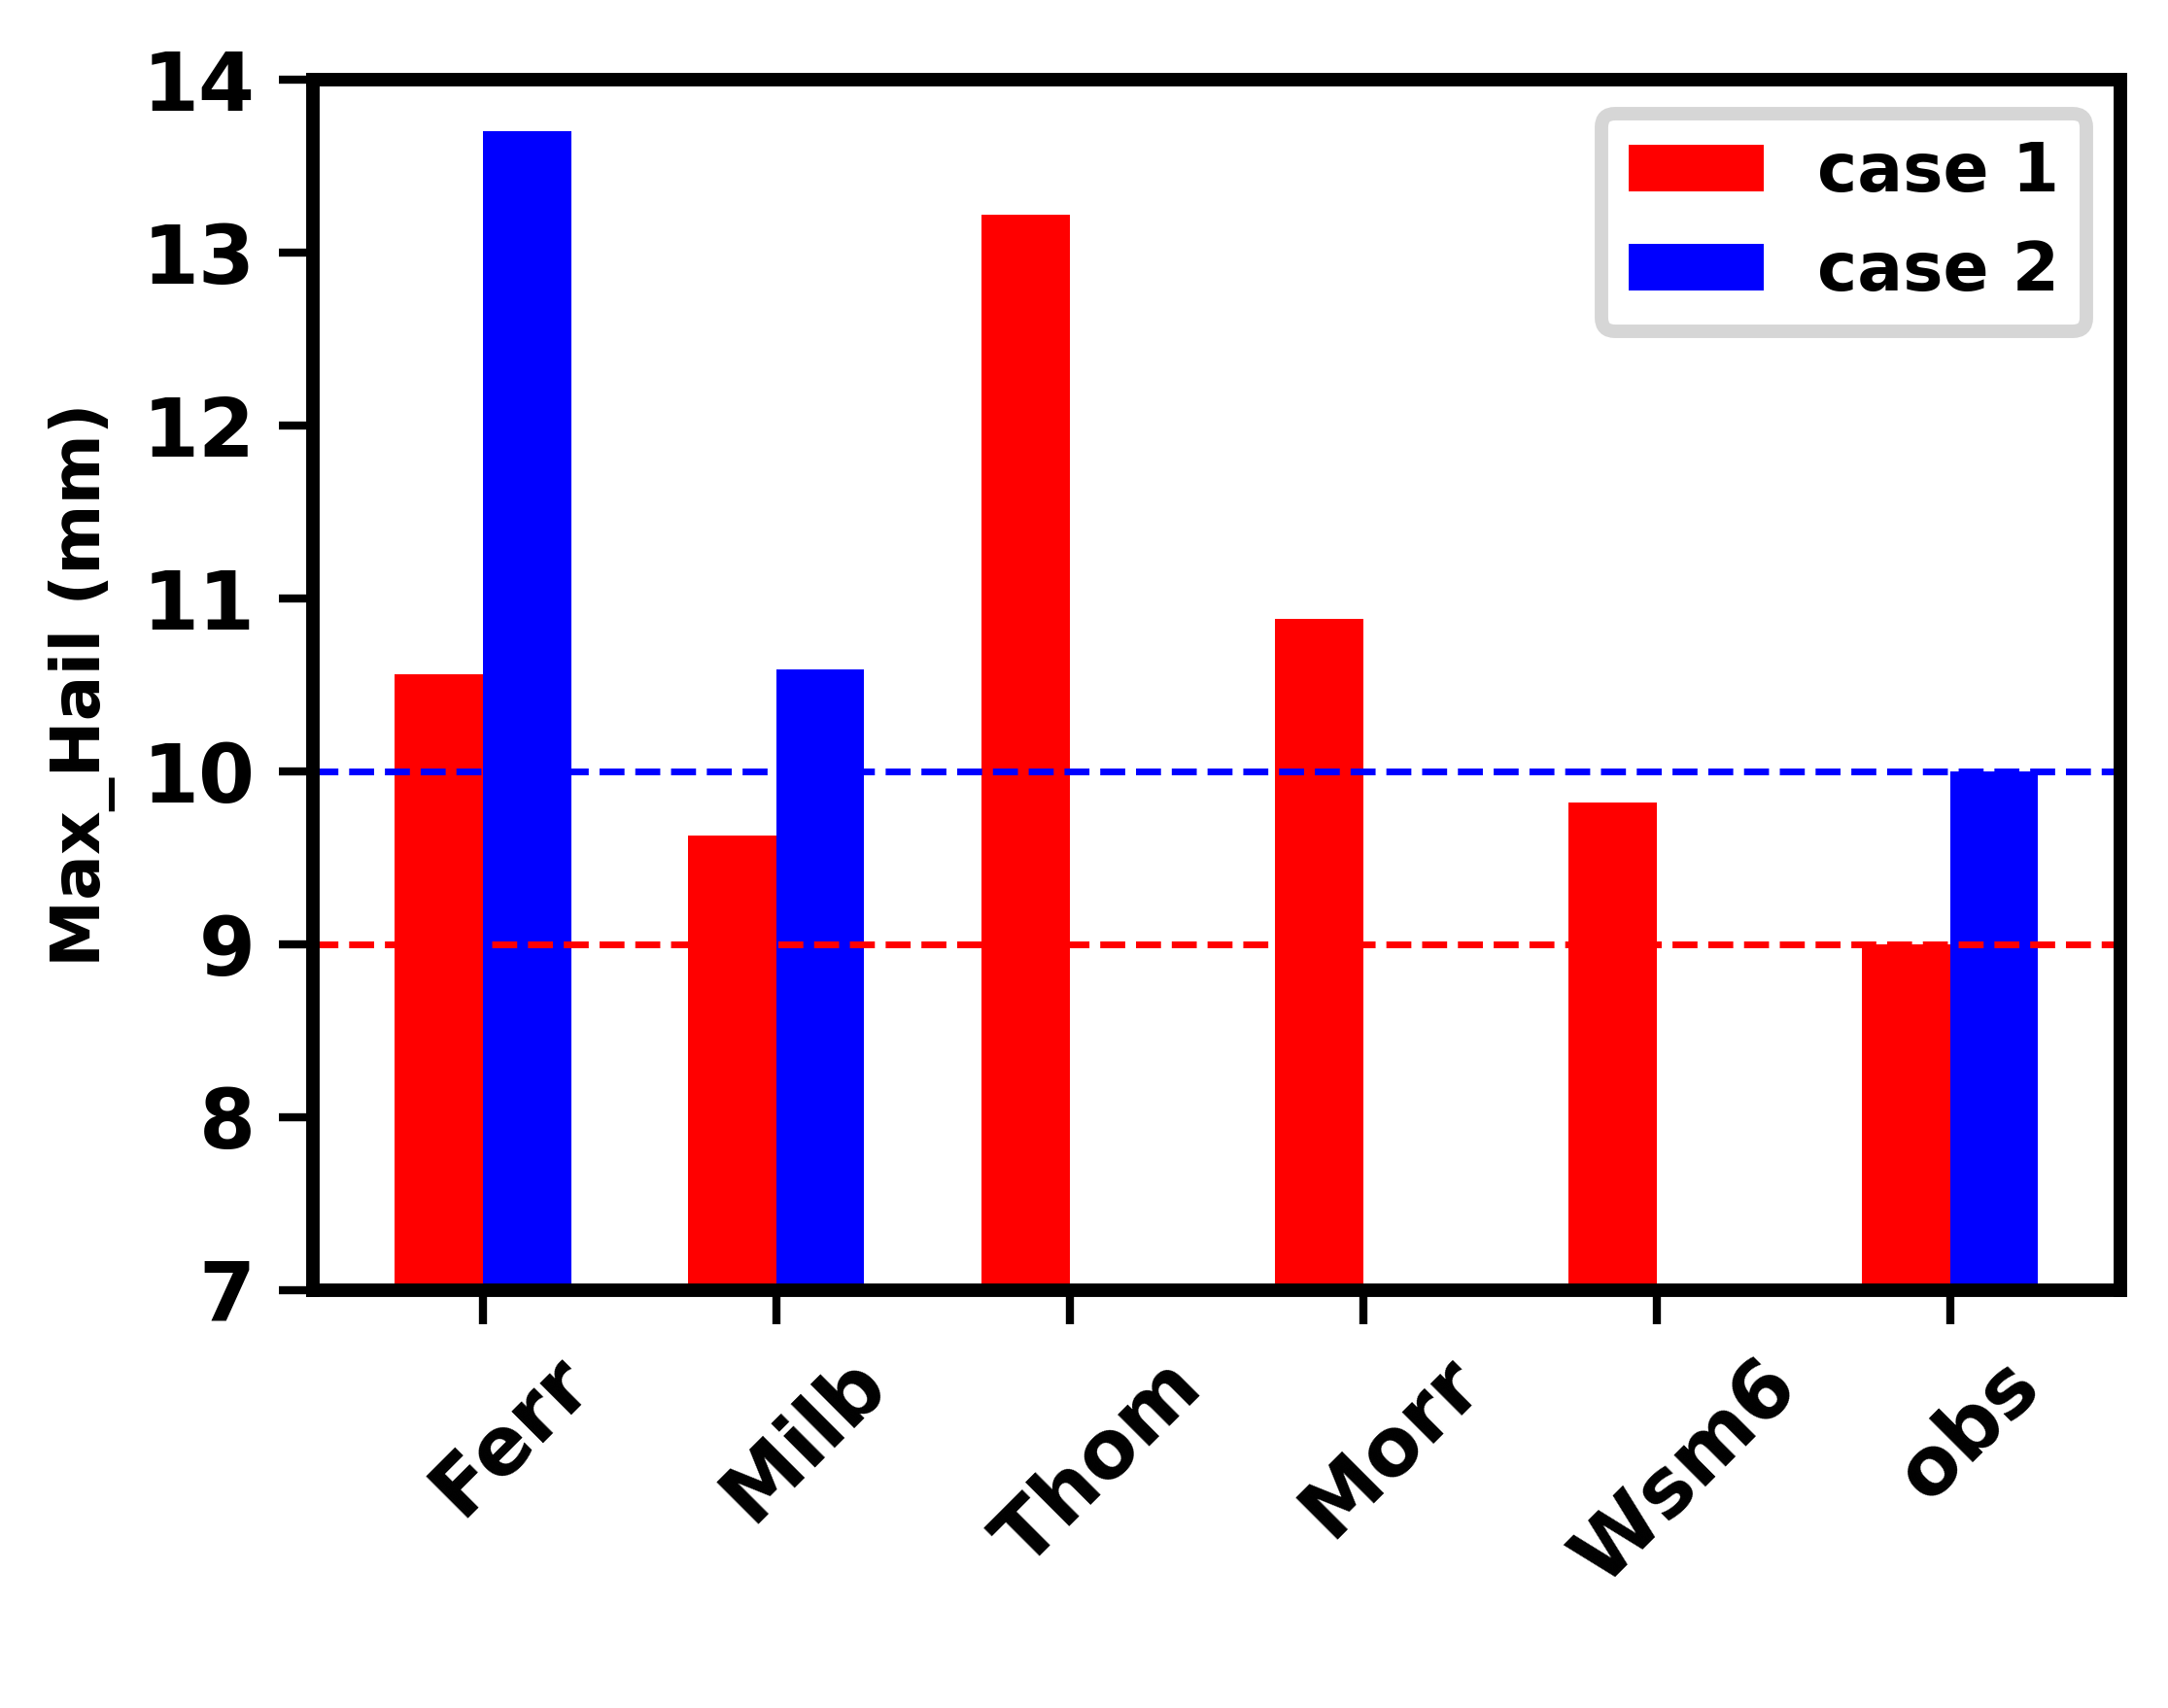 14
13
12
11
10
9
8
7
Max_Hail (mm)
case 1
case 2
Ferr
Milb
Thom
Morr
Wsm6
obs